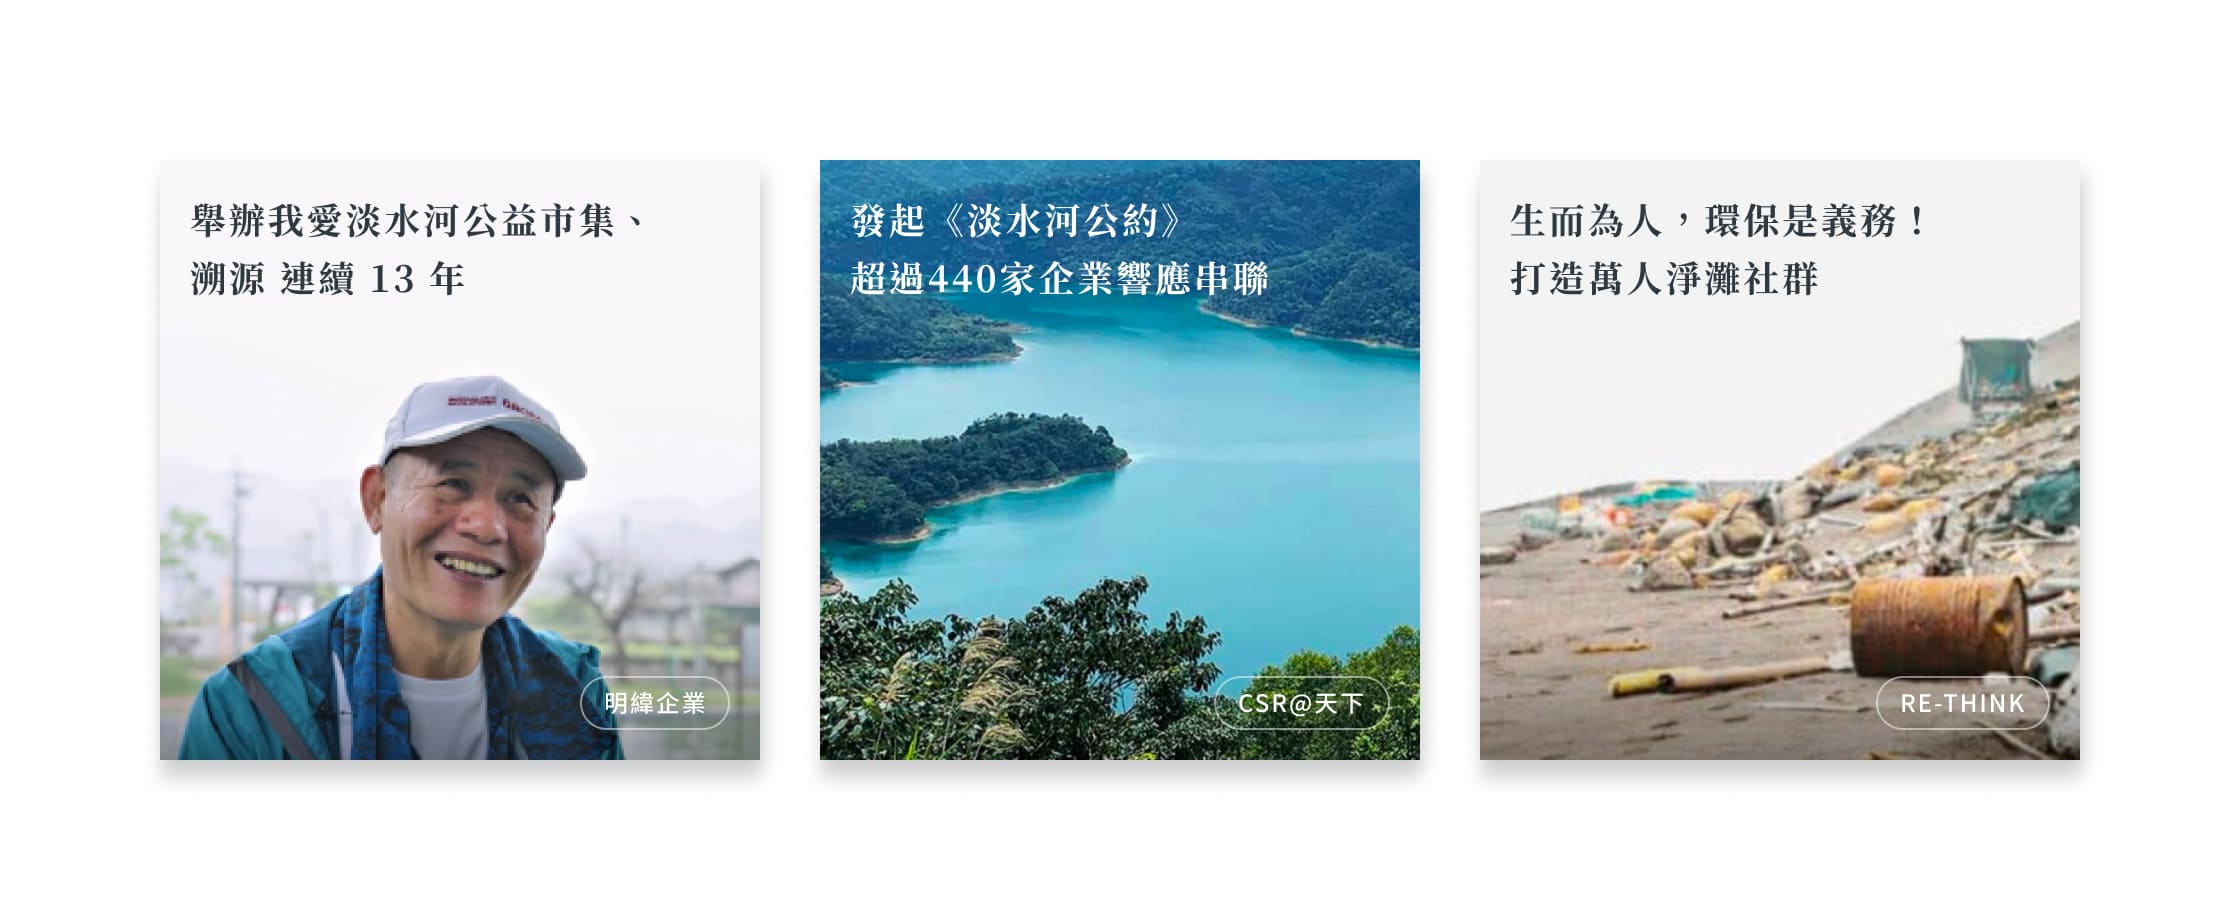 舉辦我愛淡水河公益市集、
溯源 連續 13 年
明緯企業
發起《淡水河公約》
超過440家企業響應串聯
CSR@天下
生而為人，環保是義務！
打造萬人淨灘社群
RE-THINK